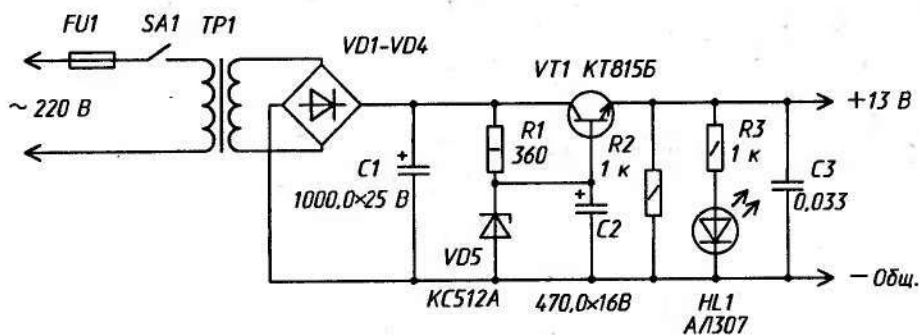 FU1
SA1
TP1
VD1-VD4
VT1 КТ815Б
~ 220 В
+13 В
R1
360
R2
1 к
R3
1 к
C1
1000,0×25 В
+
+
C2
C3
0,033
VD5
КС512А
470,0×16В
HL1
АЛ307
— Общ.